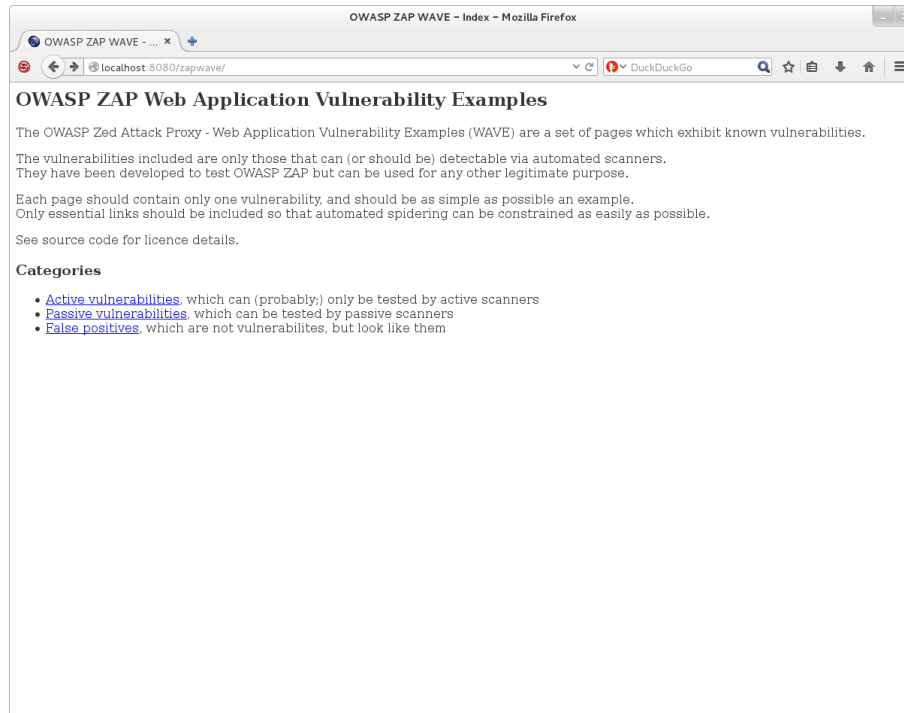 OWASP ZAP WAVE - Index - Mozilla Firefox
OWASP ZAP WAVE - ...
localhost:8080/zapwave/
DuckDuckGo
OWASP ZAP Web Application Vulnerability Examples
The OWASP Zed Attack Proxy - Web Application Vulnerability Examples (WAVE) are a set of pages which exhibit known vulnerabilities.
The vulnerabilities included are only those that can (or should be) detectable via automated scanners.
They have been developed to test OWASP ZAP but can be used for any other legitimate purpose.
Each page should contain only one vulnerability, and should be as simple as possible an example.
Only essential links should be included so that automated spidering can be constrained as easily as possible.
See source code for licence details.
Categories
• Active vulnerabilities, which can (probably;) only be tested by active scanners
• Passive vulnerabilities, which can be tested by passive scanners
• False positives, which are not vulnerabilites, but look like them